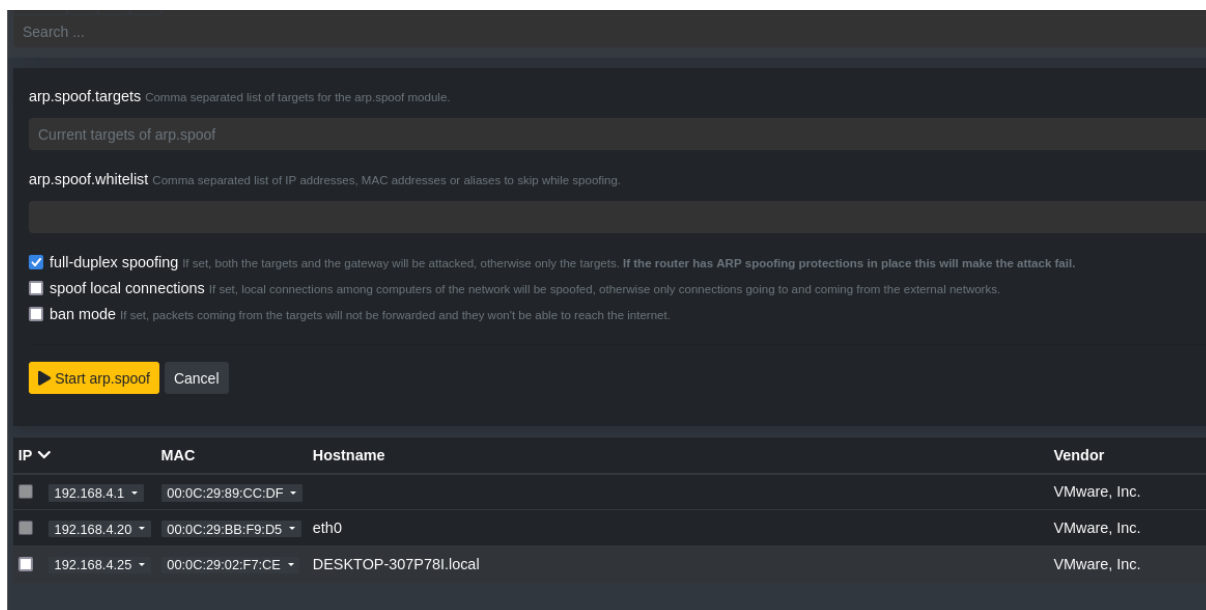 Search ...
arp.spoof.targets Comma separated list of targets for the arp.spoof module.
Current targets of arp.spoof
arp.spoof.whitelist Comma separated list of IP addresses, MAC addresses or aliases to skip while spoofing.
full-duplex spoofing If set, both the targets and the gateway will be attacked, otherwise only the targets. If the router has ARP spoofing protections in place this will make the attack fail.
spoof local connections If set, local connections among computers of the network will be spoofed, otherwise only connections going to and coming from the external networks.
ban mode If set, packets coming from the targets will not be forwarded and they won't be able to reach the internet.
Start arp.spoof Cancel
IP MAC Hostname Vendor
192.168.4.1 00:0C:29:89:CC:DF VMware, Inc.
192.168.4.20 00:0C:29:BB:F9:D5 eth0 VMware, Inc.
192.168.4.25 00:0C:29:02:F7:CE DESKTOP-307P78I.local VMware, Inc.